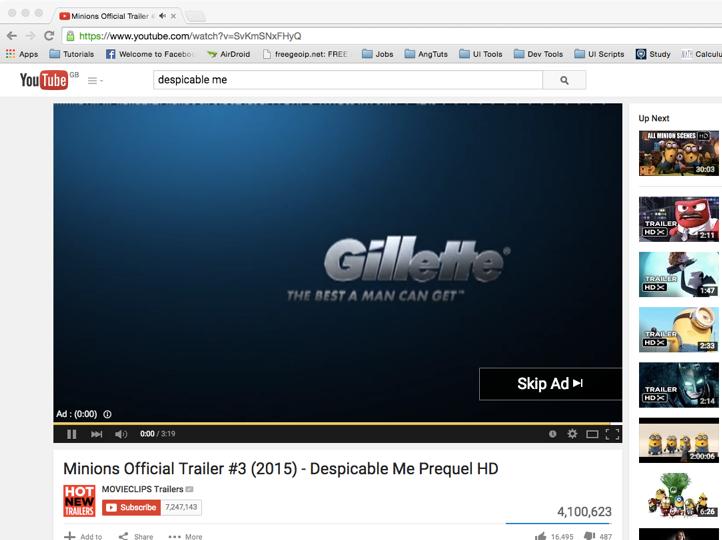 Minions Official Trailer #
https://www.youtube.com/watch?v=SvKmSNxFHyQ
Apps Tutorials Welcome to Facebo AirDroid freegeoip.net: FREE Jobs AngTuts UI Tools Dev Tools UI Scripts Study Calculu
YouTube GB
despicable me
Up Next
ALL MINION SCENES HD
30:03
Gillette®
THE BEST A MAN CAN GET™
TRAILER
HD
2:11
TRAILER
HD
1:47
TRAILER
HD
2:33
Skip Ad
TRAILER
HD
2:14
Ad : (0:00)
0:00 / 3:19
2:00:06
Minions Official Trailer #3 (2015) - Despicable Me Prequel HD
HOT NEW TRAILERS
MOVIECLIPS Trailers
Subscribe 7,247,143
6:26
4,100,623
Add to Share More 16,495 487